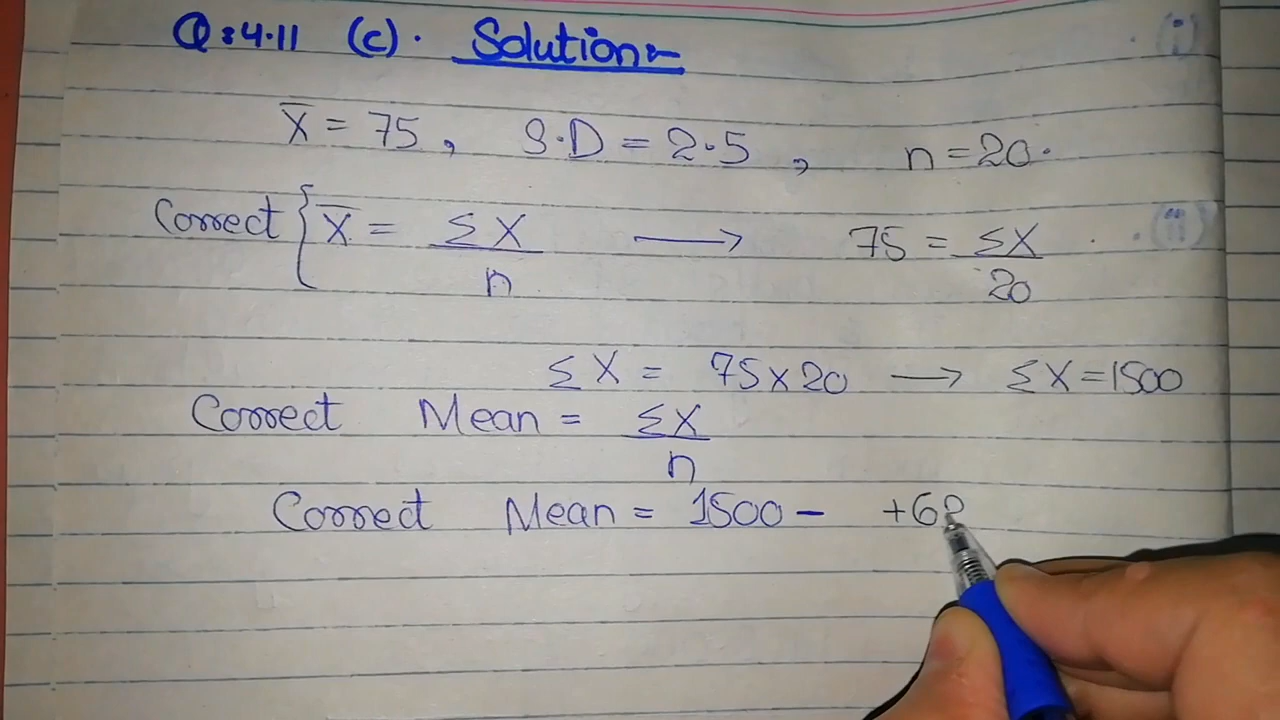 Q:4.11 (c). Solution:-
X̄ = 75, S.D = 2.5, n = 20.
Correct { X̄ = ΣX / n → 75 = ΣX / 20
ΣX = 75 × 20 → ΣX = 1500
Correct Mean = ΣX / n
Correct Mean = 1500 - +6